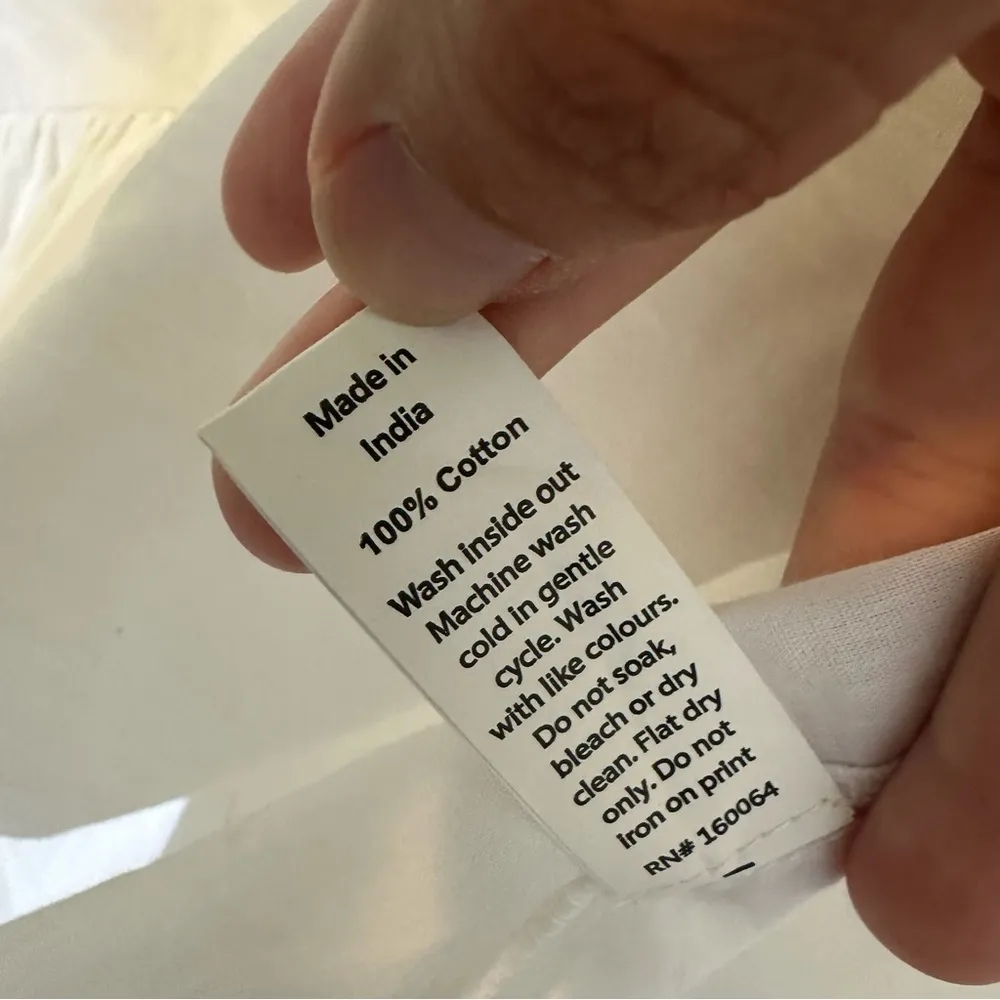 Made in
India
100% Cotton
Wash inside out
Machine wash
cold in gentle
cycle. Wash
with like colours.
Do not soak,
bleach or dry
clean. Flat dry
only. Do not
iron on print
RN# 160064